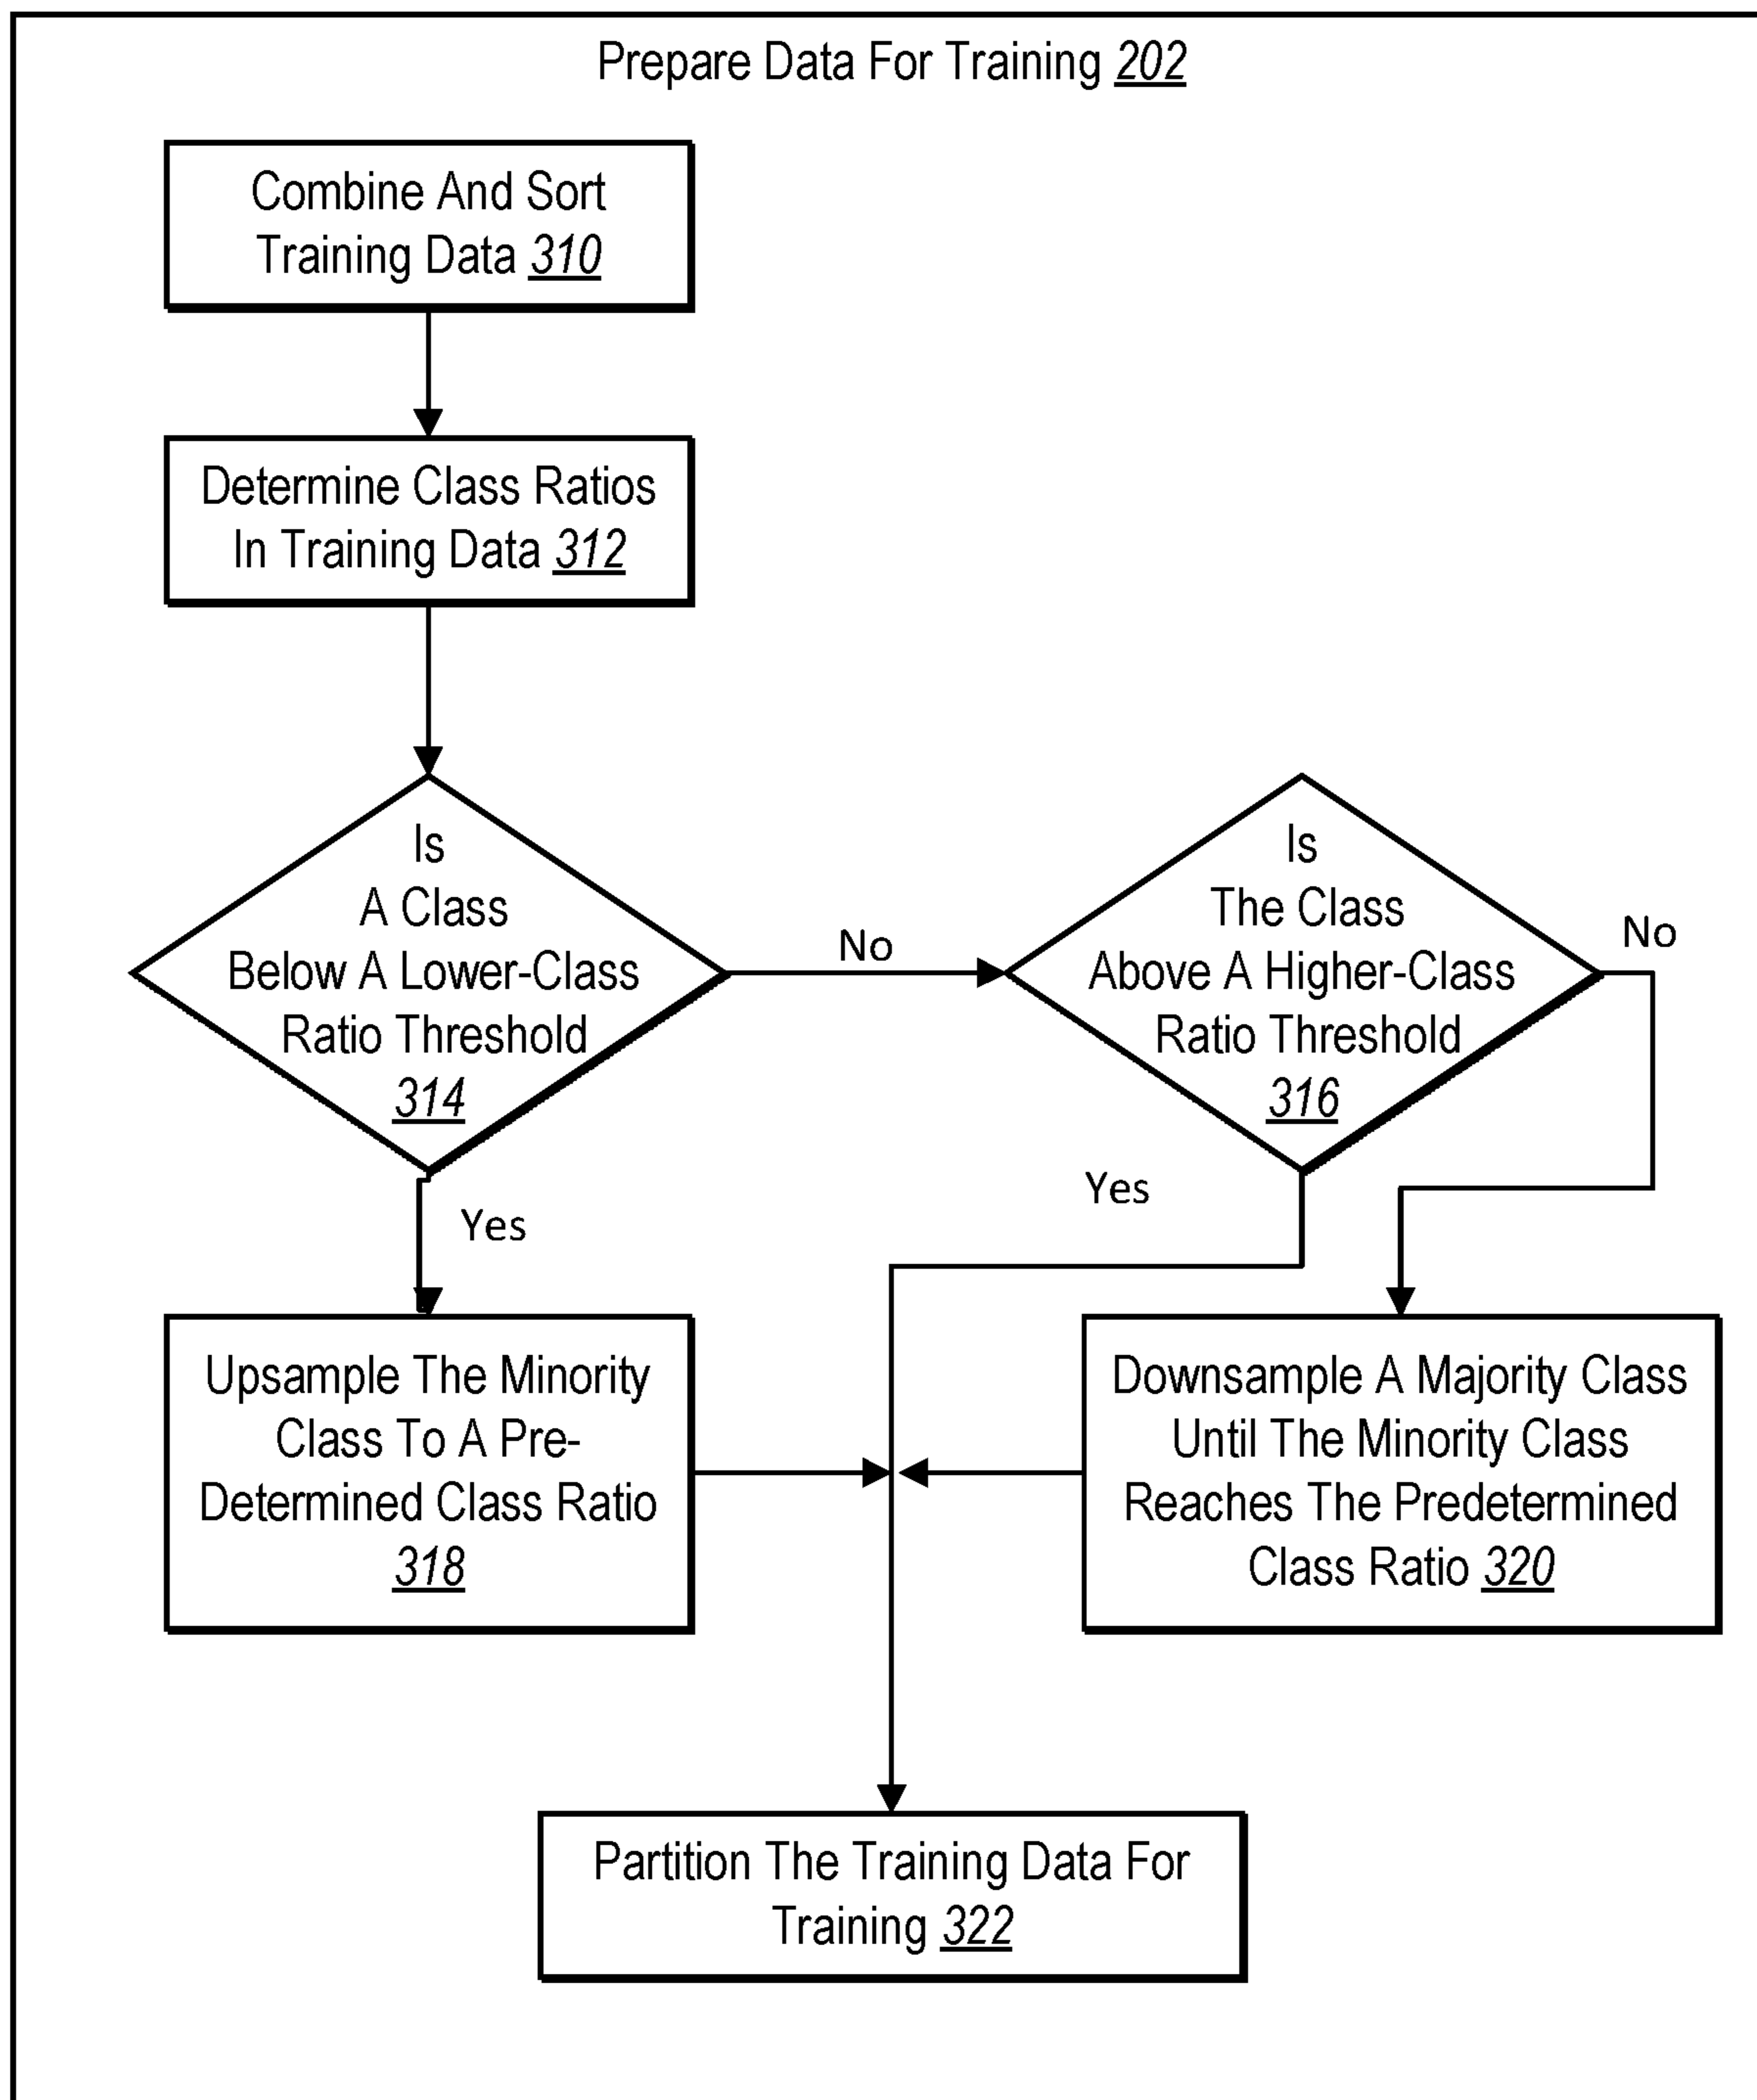 Prepare Data For Training 202
Combine And Sort
Training Data 310
Determine Class Ratios
In Training Data 312
Is
A Class
Below A Lower-Class
Ratio Threshold
314
No
Is
The Class
Above A Higher-Class
Ratio Threshold
316
No
Yes
Yes
Upsample The Minority
Class To A Pre-
Determined Class Ratio
318
Downsample A Majority Class
Until The Minority Class
Reaches The Predetermined
Class Ratio 320
Partition The Training Data For
Training 322